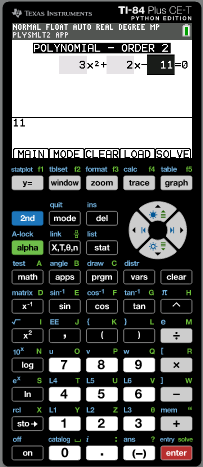 TEXAS INSTRUMENTS TI-84 Plus CE-T
PYTHON EDITION
NORMAL FLOAT AUTO REAL DEGREE MP
PLYSMLT2 APP
POLYNOMIAL - ORDER 2
3x²+ 2x- 11=0
11
MAIN MODE CLEAR LOAD SOLVE
statplot f1 tblset f2 format f3 calc f4 table f5
y= window zoom trace graph
quit ins
2nd mode del
A-lock link list
alpha X,T,θ,n stat
test A angle B draw C distr
math apps prgm vars clear
matrix D sin⁻¹ E cos⁻¹ F tan⁻¹ G π H
x⁻¹ sin cos tan ^
√ I EE J { K } L e M
x² , ( ) ÷
10ˣ N u O v P w Q [ R
log 7 8 9 ×
eˣ S L4 T L5 U L6 V ] W
ln 4 5 6 −
rcl X L1 Y L2 Z L3 θ mem "
sto→ 1 2 3 +
off catalog i : ans ? entry solve
on 0 . (−) enter